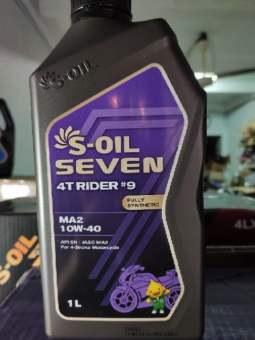 S-OIL
S-OIL
SEVEN
4T RIDER #9
FULLY
SYNTHETIC
MA2
10W-40
API SN | JASO MA2
For 4-Stroke Motorcycle
1L
S-OIL
4L